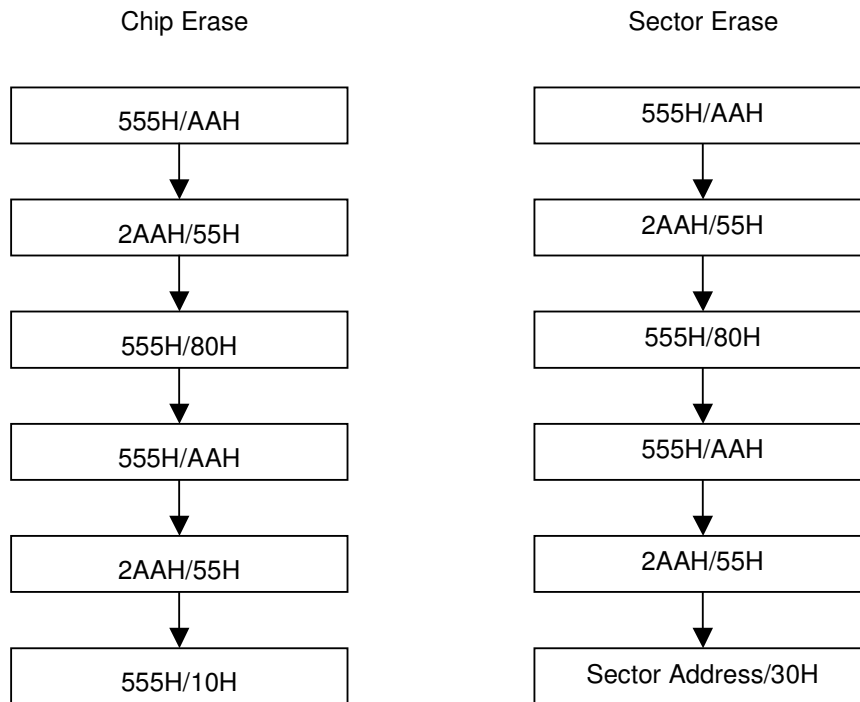 Chip Erase
555H/AAH
2AAH/55H
555H/80H
555H/AAH
2AAH/55H
555H/10H
Sector Erase
555H/AAH
2AAH/55H
555H/80H
555H/AAH
2AAH/55H
Sector Address/30H